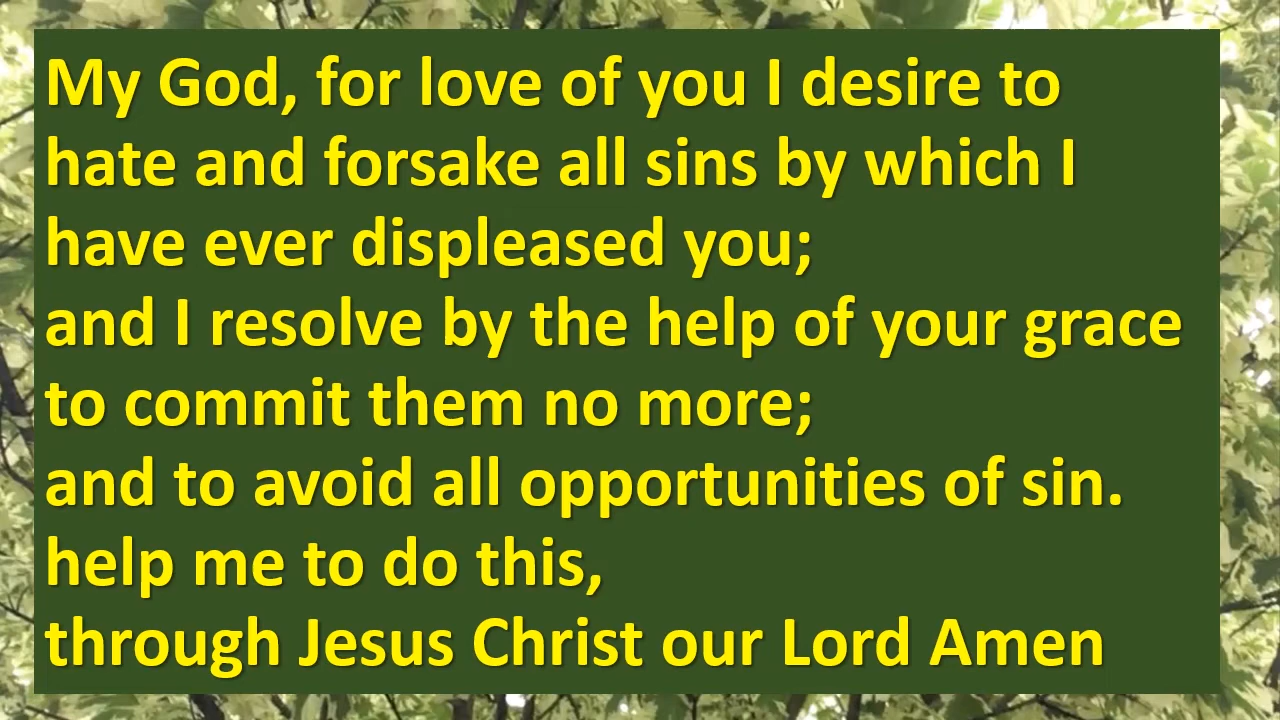 My God, for love of you I desire to
hate and forsake all sins by which I
have ever displeased you;
and I resolve by the help of your grace
to commit them no more;
and to avoid all opportunities of sin.
help me to do this,
through Jesus Christ our Lord Amen